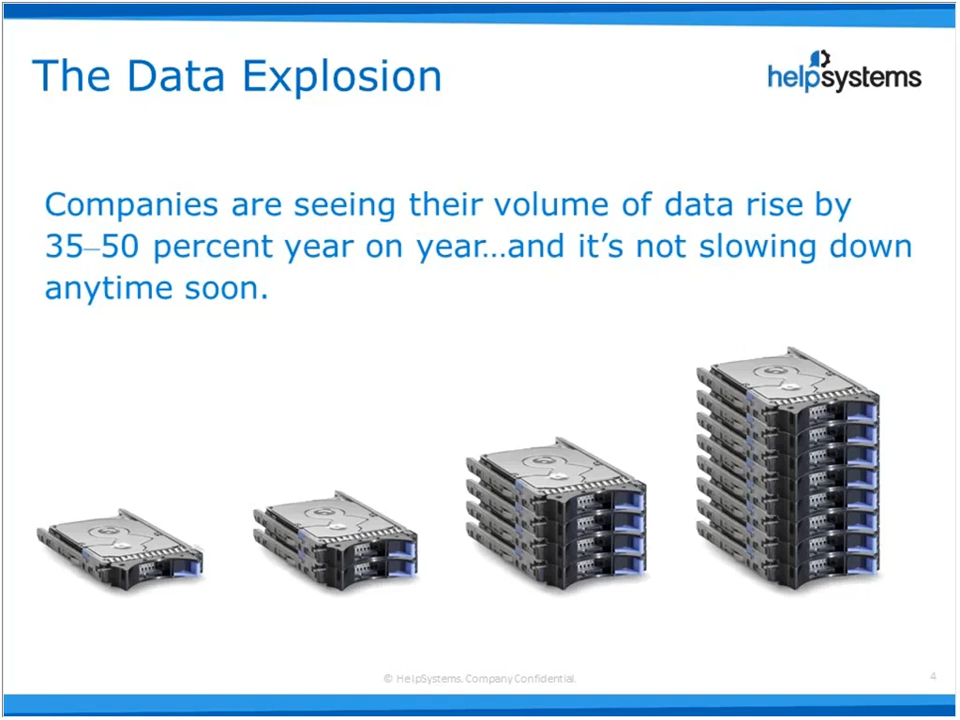 The Data Explosion
helpsystems
Companies are seeing their volume of data rise by
35–50 percent year on year...and it’s not slowing down
anytime soon.
© HelpSystems. Company Confidential.
4